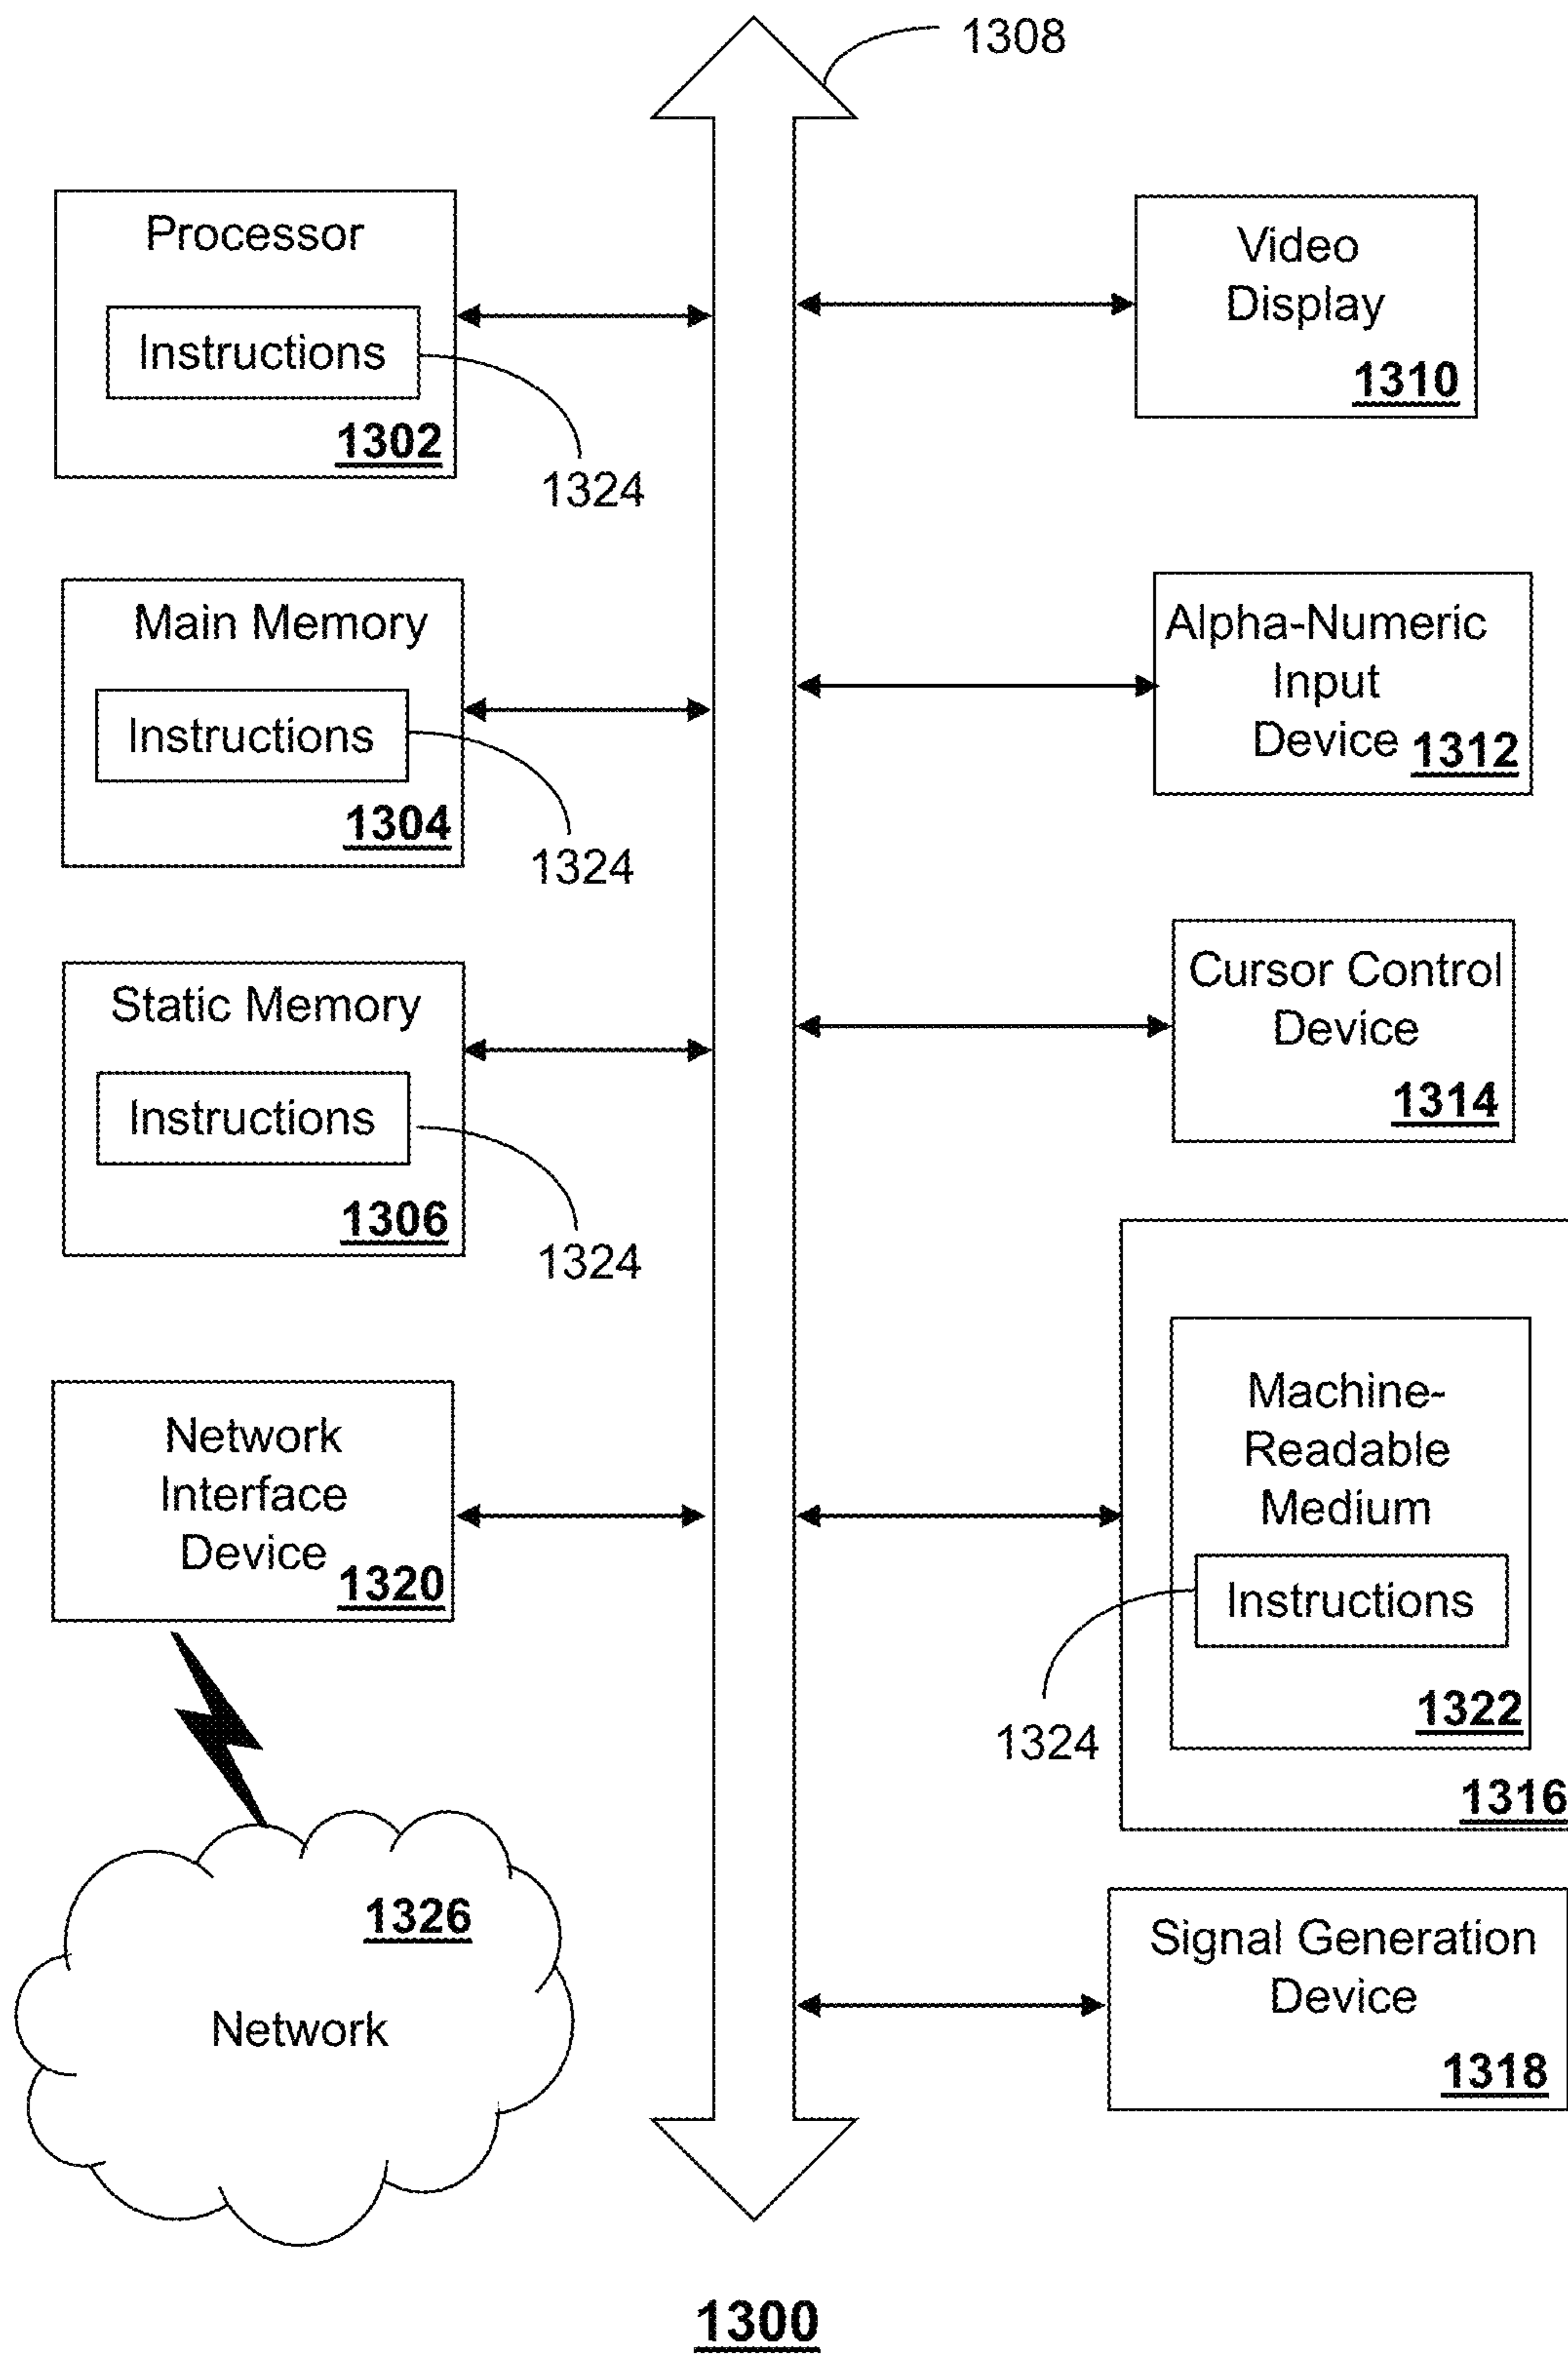 1308
Processor
Instructions
1302
1324
Video
Display
1310
Main Memory
Instructions
1304
1324
Alpha-Numeric
Input
Device 1312
Static Memory
Instructions
1306
1324
Cursor Control
Device
1314
Network
Interface
Device 1320
Machine-
Readable
Medium
Instructions
1324
1322
1316
1326
Network
Signal Generation
Device
1318
1300